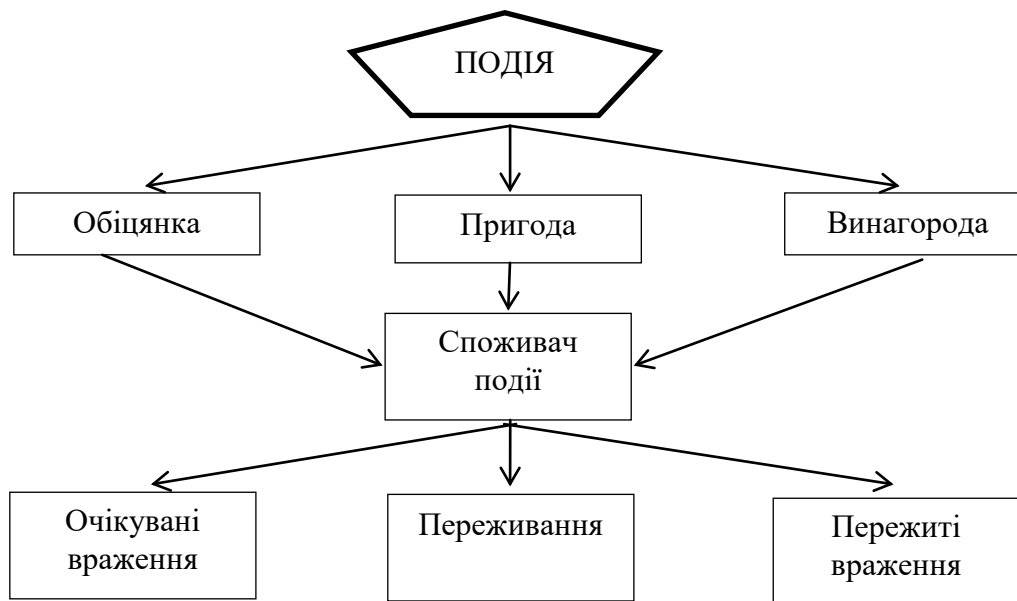 ПОДІЯ
Обіцянка
Пригода
Винагорода
Споживач
події
Очікувані
враження
Переживання
Пережиті
враження